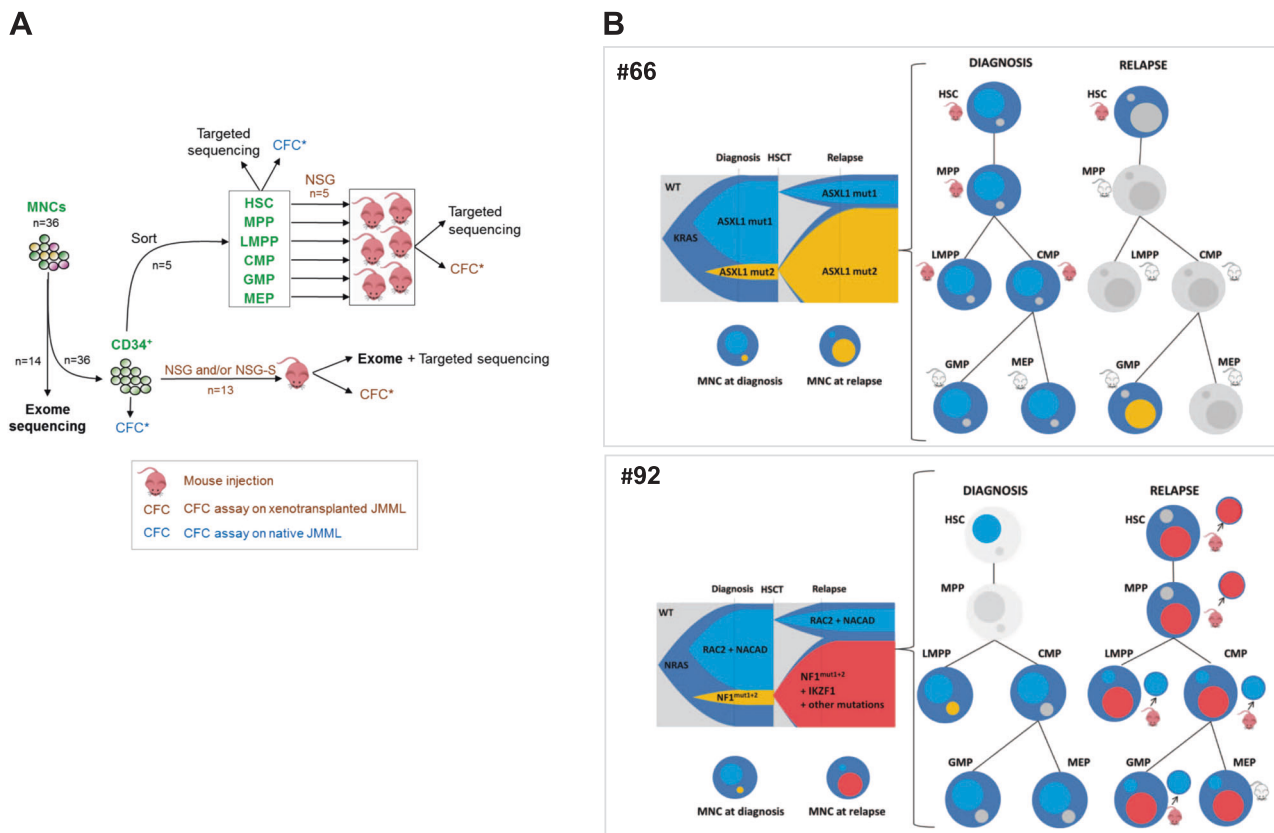 A
Targeted
sequencing
CFC*
NSG
n=5
MNCs
n=36
Sort
n=5
HSC
MPP
LMPP
CMP
GMP
MEP
Targeted
sequencing
CFC*
n=14
n=36
CD34+
NSG and/or NSG-S
n=13
Exome + Targeted sequencing
CFC*
Exome
sequencing
CFC*
Mouse injection
CFC CFC assay on xenotransplanted JMML
CFC CFC assay on native JMML
B
#66
Diagnosis HSCT Relapse
WT
KRAS
ASXL1 mut1
ASXL1 mut2
ASXL1 mut1
ASXL1 mut2
MNC at diagnosis
MNC at relapse
DIAGNOSIS
HSC
MPP
LMPP
CMP
GMP
MEP
RELAPSE
HSC
MPP
LMPP
CMP
GMP
MEP
#92
Diagnosis HSCT Relapse
WT
NRAS
RAC2 + NACAD
NF1mut1+2
RAC2 + NACAD
NF1mut1+2
+ IKZF1
+ other mutations
MNC at diagnosis
MNC at relapse
DIAGNOSIS
HSC
MPP
LMPP
CMP
GMP
MEP
RELAPSE
HSC
MPP
LMPP
CMP
GMP
MEP